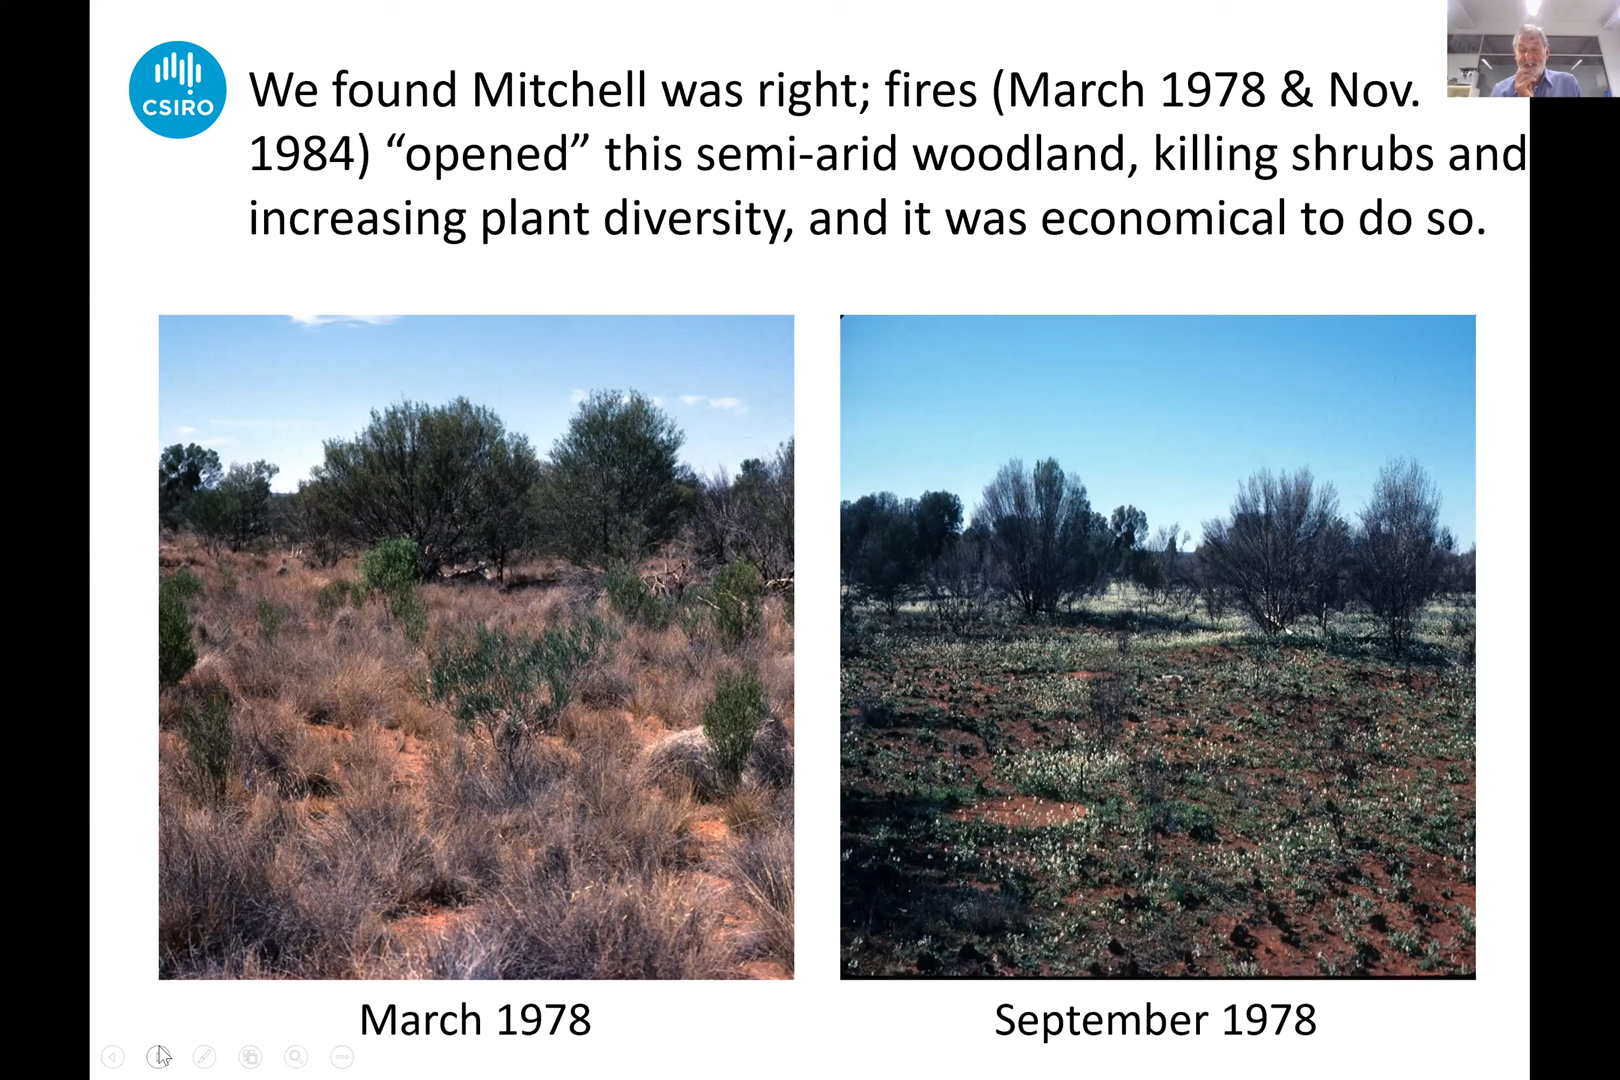 CSIRO
We found Mitchell was right; fires (March 1978 & Nov.
1984) “opened” this semi-arid woodland, killing shrubs and
increasing plant diversity, and it was economical to do so.
March 1978
September 1978